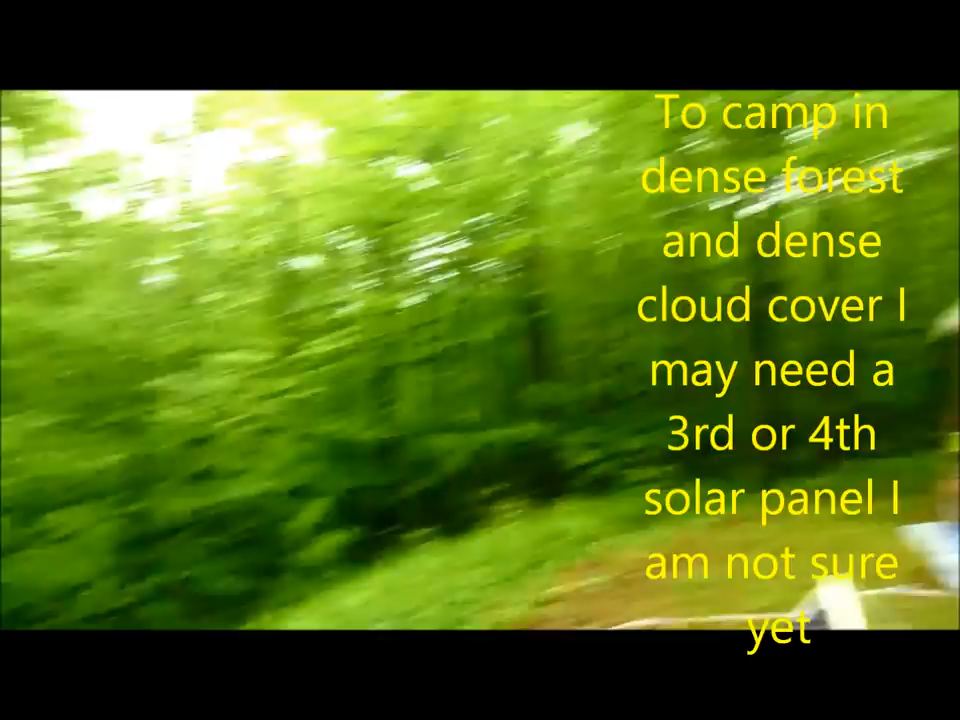 To camp in
dense forest
and dense
cloud cover I
may need a
3rd or 4th
solar panel I
am not sure
yet